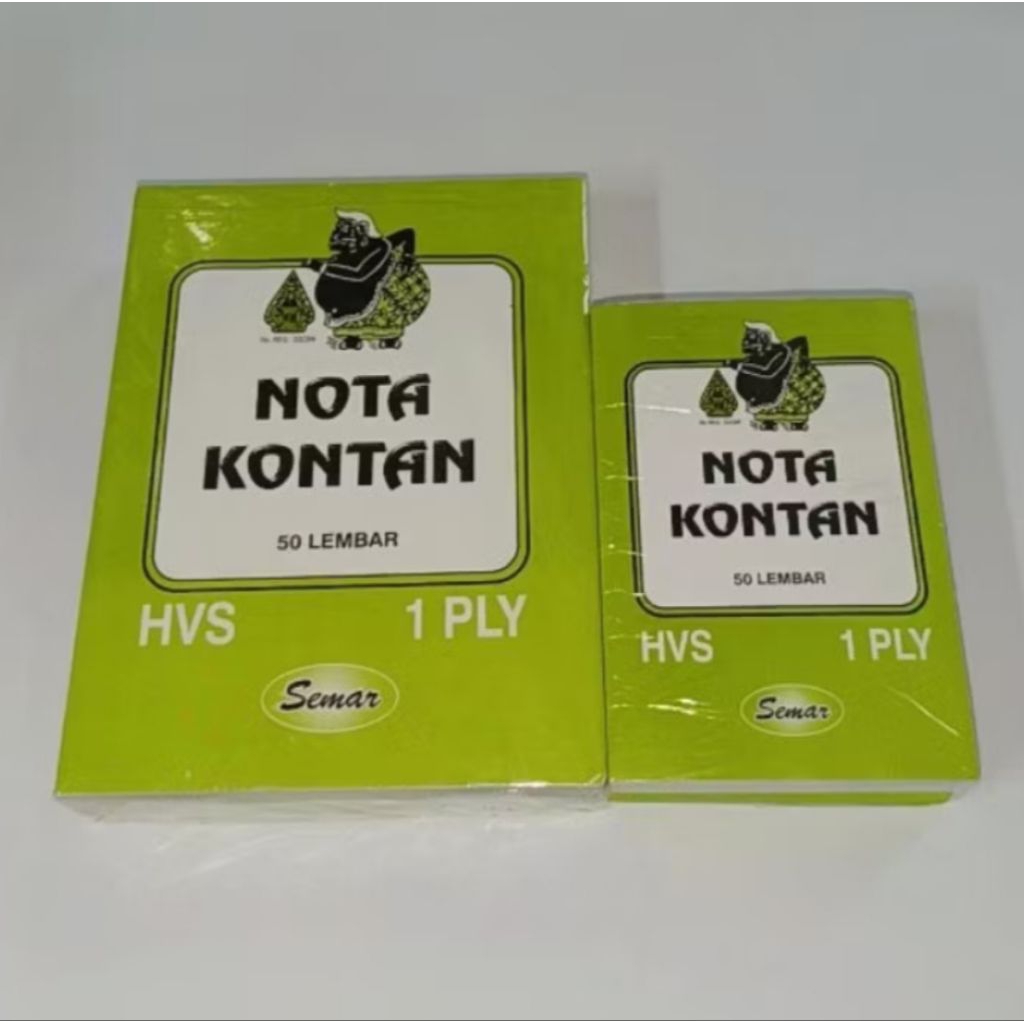 NOTA
KONTAN
50 LEMBAR
HVS 1 PLY
Semar
NOTA
KONTAN
50 LEMBAR
HVS 1 PLY
Semar